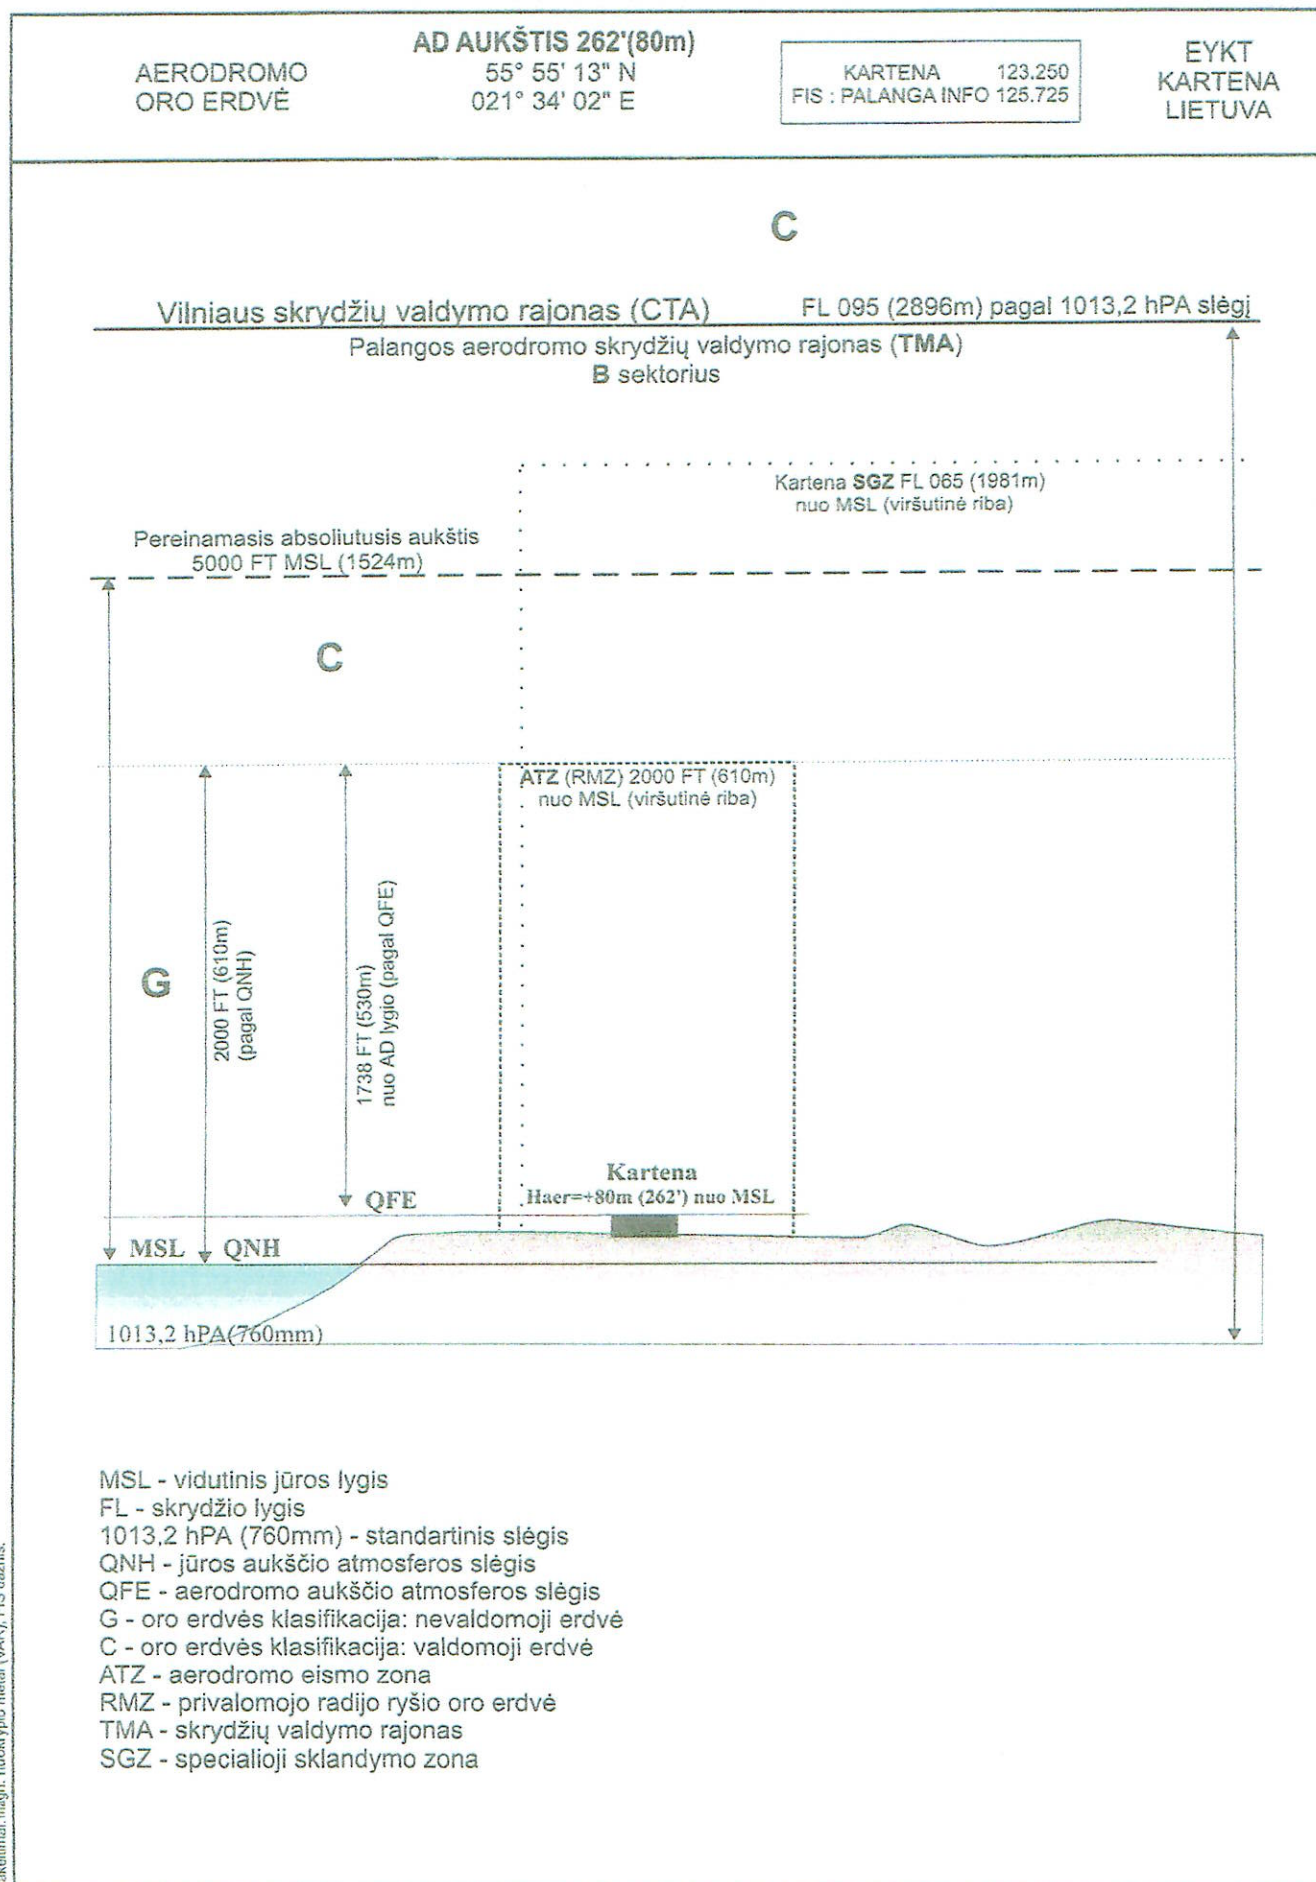 AERODROMO
ORO ERDVĖ
AD AUKŠTIS 262'(80m)
55° 55' 13" N
021° 34' 02" E
KARTENA 123.250
FIS : PALANGA INFO 125.725
EYKT
KARTENA
LIETUVA
C
Vilniaus skrydžių valdymo rajonas (CTA) FL 095 (2896m) pagal 1013,2 hPA slėgį
Palangos aerodromo skrydžių valdymo rajonas (TMA)
B sektorius
Kartena SGZ FL 065 (1981m)
nuo MSL (viršutinė riba)
Pereinamasis absoliutusis aukštis
5000 FT MSL (1524m)
C
ATZ (RMZ) 2000 FT (610m)
nuo MSL (viršutinė riba)
G
2000 FT (610m)
(pagal QNH)
1738 FT (530m)
nuo AD lygio (pagal QFE)
Kartena
Haer=+80m (262') nuo MSL
QFE
MSL QNH
1013,2 hPA(760mm)
MSL - vidutinis jūros lygis
FL - skrydžio lygis
1013,2 hPA (760mm) - standartinis slėgis
QNH - jūros aukščio atmosferos slėgis
QFE - aerodromo aukščio atmosferos slėgis
G - oro erdvės klasifikacija: nevaldomoji erdvė
C - oro erdvės klasifikacija: valdomoji erdvė
ATZ - aerodromo eismo zona
RMZ - privalomojo radijo ryšio oro erdvė
TMA - skrydžių valdymo rajonas
SGZ - specialioji sklandymo zona
magn. nuokrypio metai (VAR), FIS dažnis.